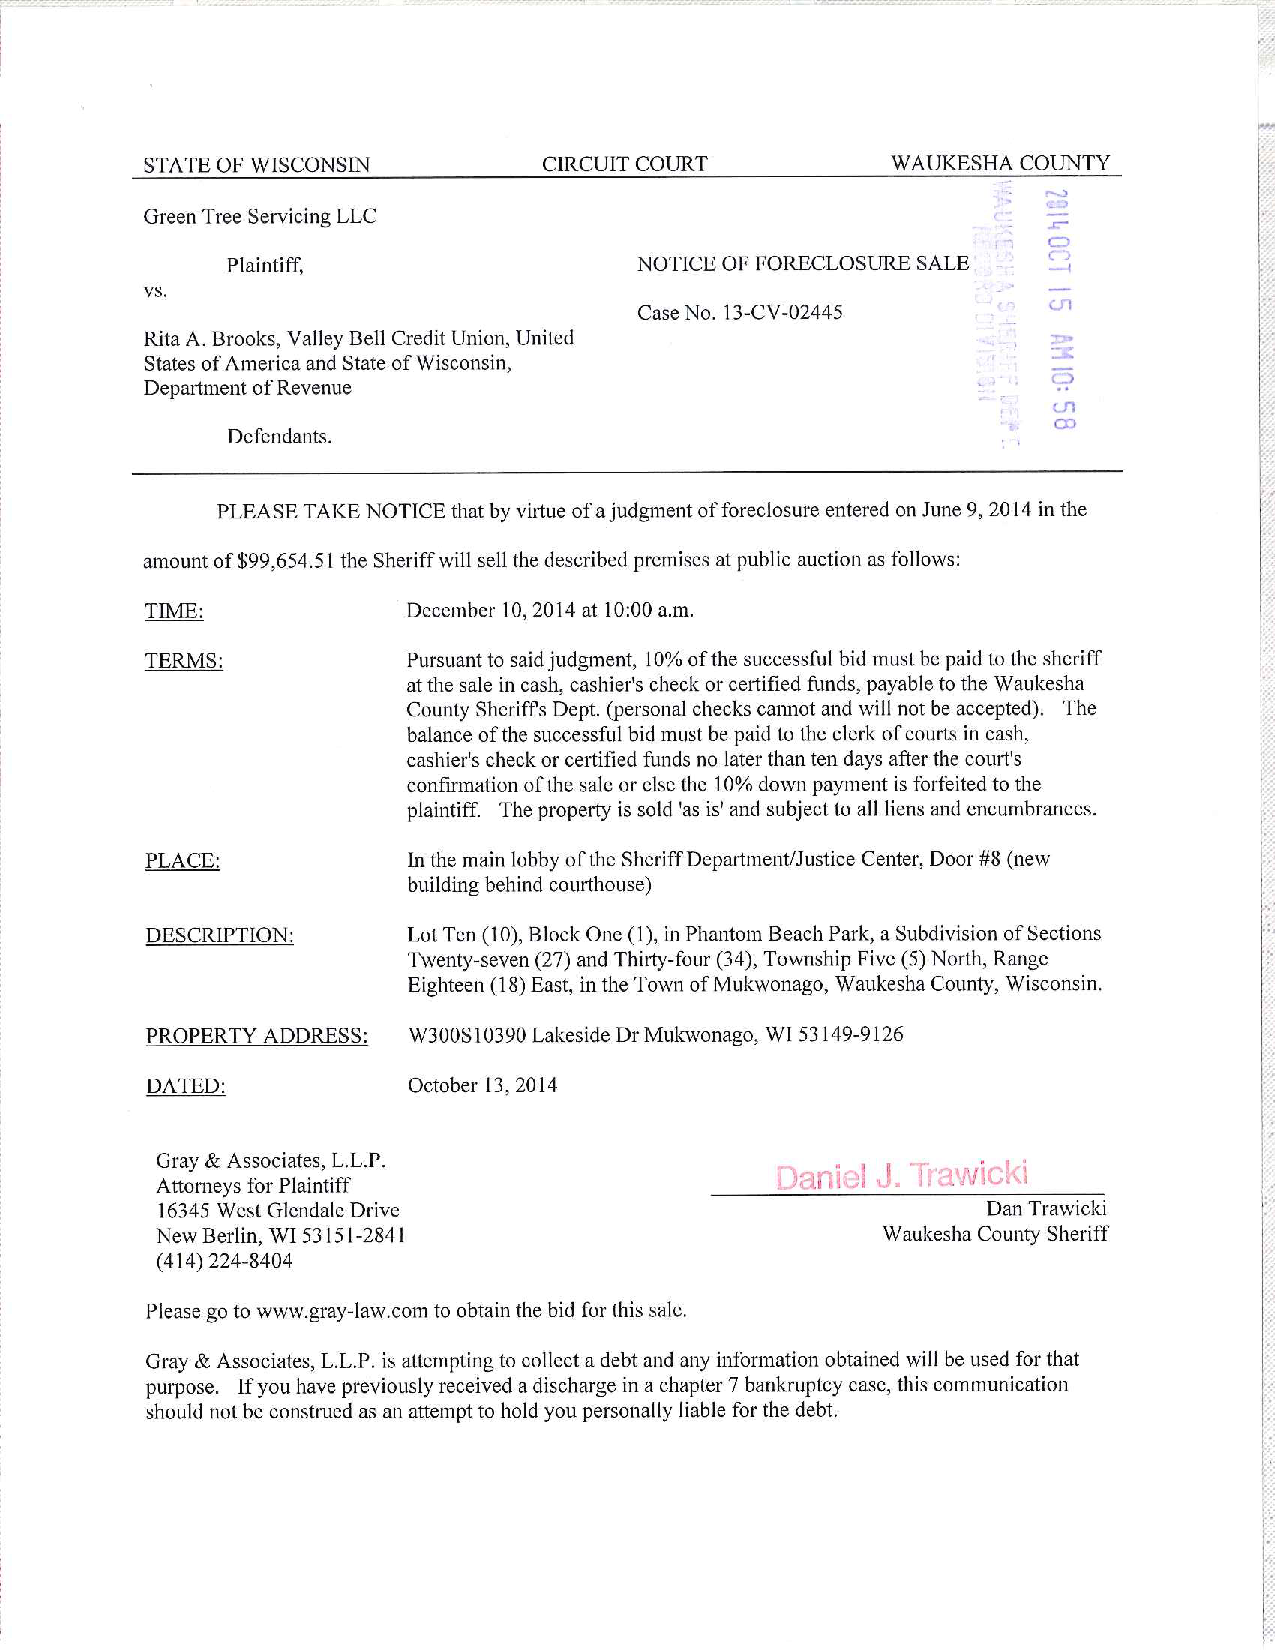 STATE OF WISCONSIN CIRCUIT COURT WAUKESHA COUNTY
Green Tree Servicing LLC
Plaintiff, NOTICE OF FORECLOSURE SALE
vs.
Case No. 13-CV-02445
Rita A. Brooks, Valley Bell Credit Union, United
States of America and State of Wisconsin,
Department of Revenue
Defendants.
2014 OCT 15 AM 10:58
WAUKESHA SHERIFF DEPT
PLEASE TAKE NOTICE that by virtue of a judgment of foreclosure entered on June 9, 2014 in the
amount of $99,654.51 the Sheriff will sell the described premises at public auction as follows:
TIME: December 10, 2014 at 10:00 a.m.
TERMS: Pursuant to said judgment, 10% of the successful bid must be paid to the sheriff
at the sale in cash, cashier's check or certified funds, payable to the Waukesha
County Sheriff's Dept. (personal checks cannot and will not be accepted). The
balance of the successful bid must be paid to the clerk of courts in cash,
cashier's check or certified funds no later than ten days after the court's
confirmation of the sale or else the 10% down payment is forfeited to the
plaintiff. The property is sold 'as is' and subject to all liens and encumbrances.
PLACE: In the main lobby of the Sheriff Department/Justice Center, Door #8 (new
building behind courthouse)
DESCRIPTION: Lot Ten (10), Block One (1), in Phantom Beach Park, a Subdivision of Sections
Twenty-seven (27) and Thirty-four (34), Township Five (5) North, Range
Eighteen (18) East, in the Town of Mukwonago, Waukesha County, Wisconsin.
PROPERTY ADDRESS: W300S10390 Lakeside Dr Mukwonago, WI 53149-9126
DATED: October 13, 2014
Gray & Associates, L.L.P.
Attorneys for Plaintiff
16345 West Glendale Drive
New Berlin, WI 53151-2841
(414) 224-8404
Daniel J. Trawicki
Dan Trawicki
Waukesha County Sheriff
Please go to www.gray-law.com to obtain the bid for this sale.
Gray & Associates, L.L.P. is attempting to collect a debt and any information obtained will be used for that
purpose. If you have previously received a discharge in a chapter 7 bankruptcy case, this communication
should not be construed as an attempt to hold you personally liable for the debt.